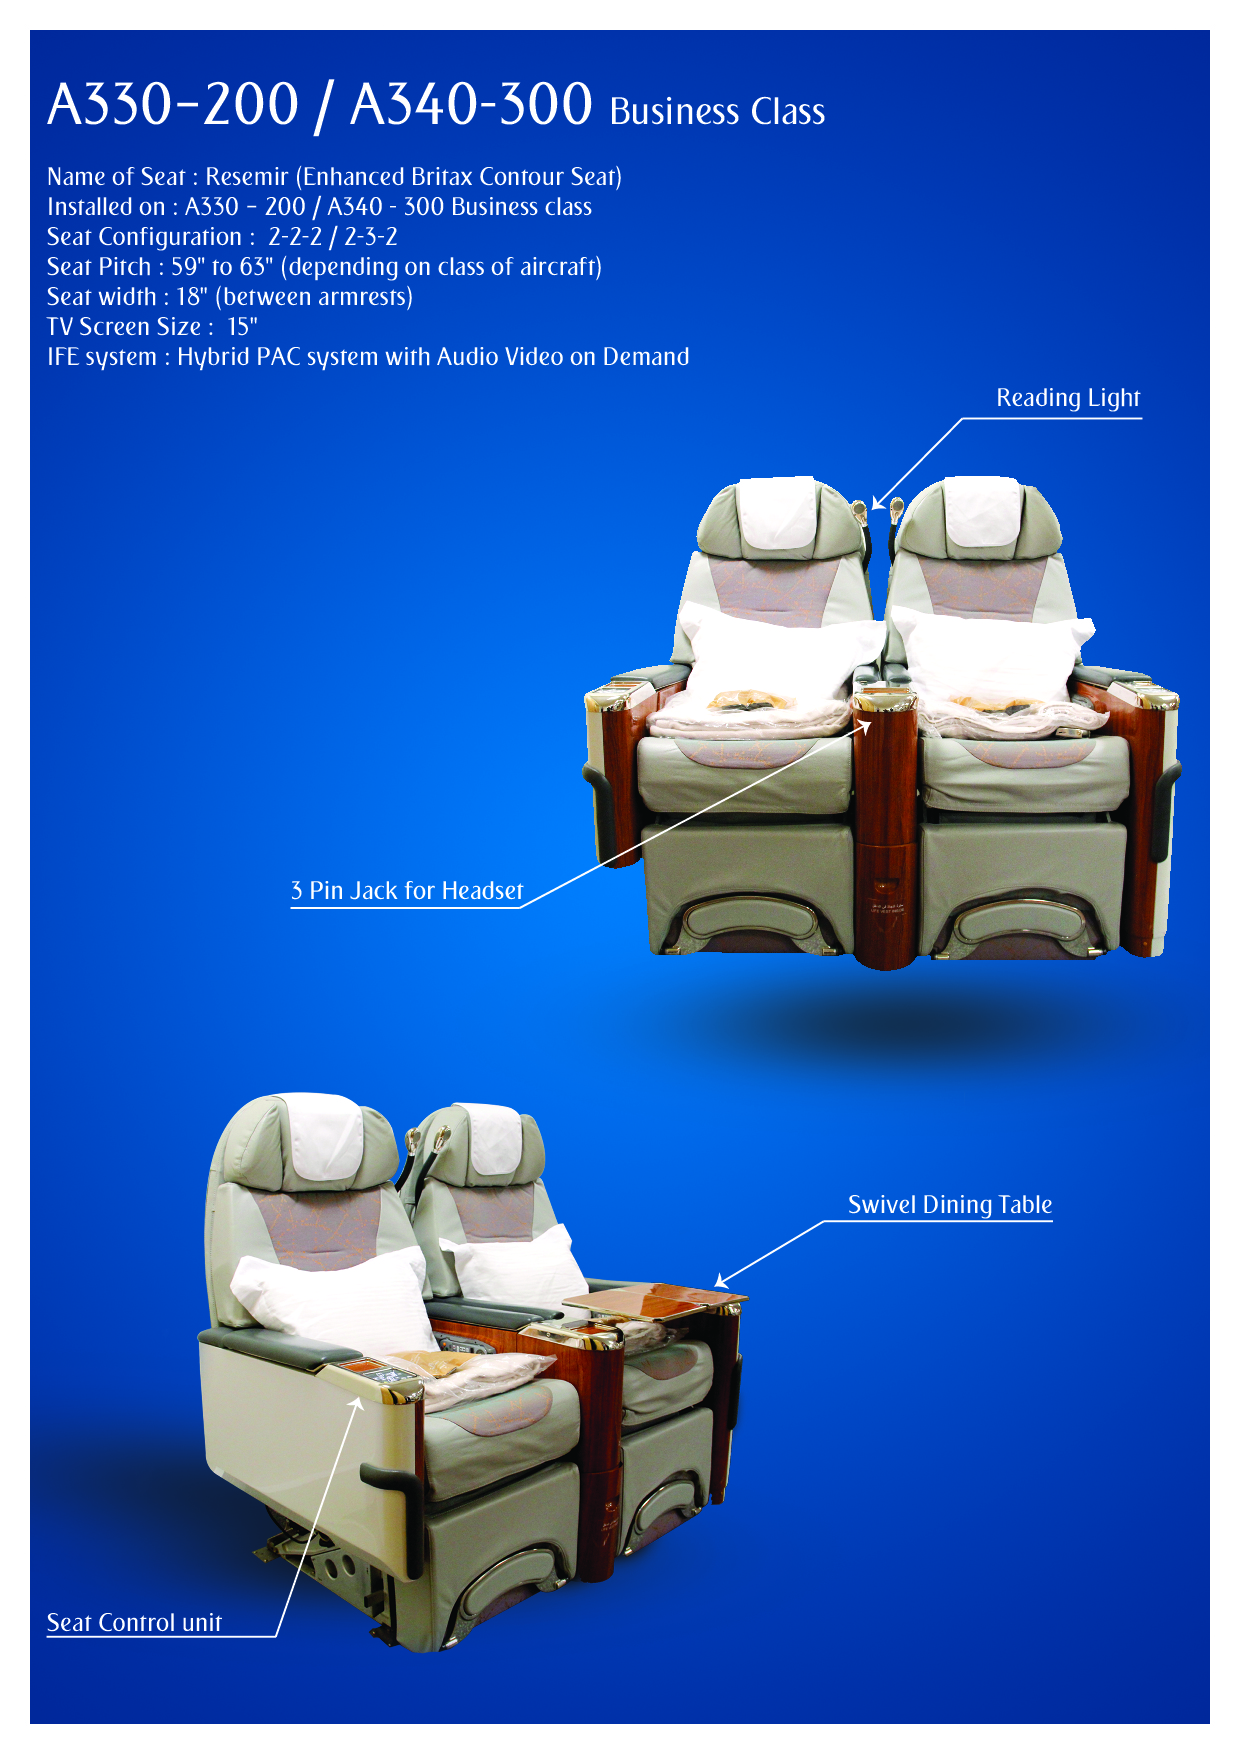 A330–200 / A340-300 Business Class
Name of Seat : Resemir (Enhanced Britax Contour Seat)
Installed on : A330 – 200 / A340 - 300 Business class
Seat Configuration :  2-2-2 / 2-3-2
Seat Pitch : 59" to 63" (depending on class of aircraft)
Seat width : 18" (between armrests)
TV Screen Size :  15"
IFE system : Hybrid PAC system with Audio Video on Demand
Reading Light
3 Pin Jack for Headset
Swivel Dining Table
Seat Control unit